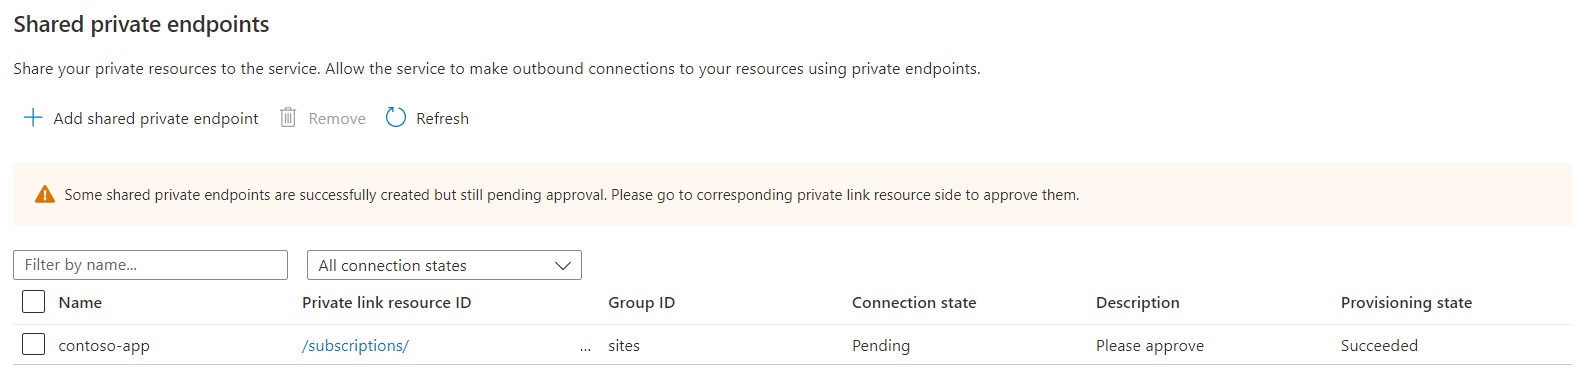 Shared private endpoints
Share your private resources to the service. Allow the service to make outbound connections to your resources using private endpoints.
Add shared private endpoint Remove Refresh
Some shared private endpoints are successfully created but still pending approval. Please go to corresponding private link resource side to approve them.
Filter by name... All connection states
Name Private link resource ID Group ID Connection state Description Provisioning state
contoso-app /subscriptions/ ... sites Pending Please approve Succeeded